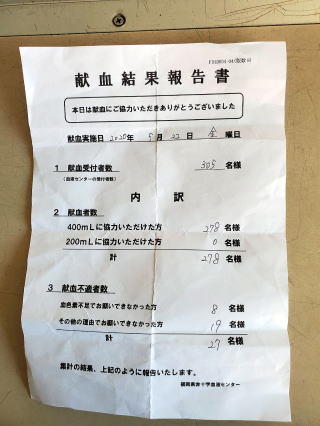 献血結果報告書
本日は献血にご協力いただきありがとうございました
献血実施日 2020年 5月 22日 金曜日
1 献血受付者数 305 名様
(血液センターの受付者数)
内訳
2 献血者数
400mLに協力いただけた方 278 名様
200mLに協力いただけた方 0 名様
計 278 名様
3 献血不適者数
血色素不足でお願いできなかった方 8 名様
その他の理由でお願いできなかった方 19 名様
計 27 名様
集計の結果、上記のように報告いたします。
福岡県赤十字血液センター